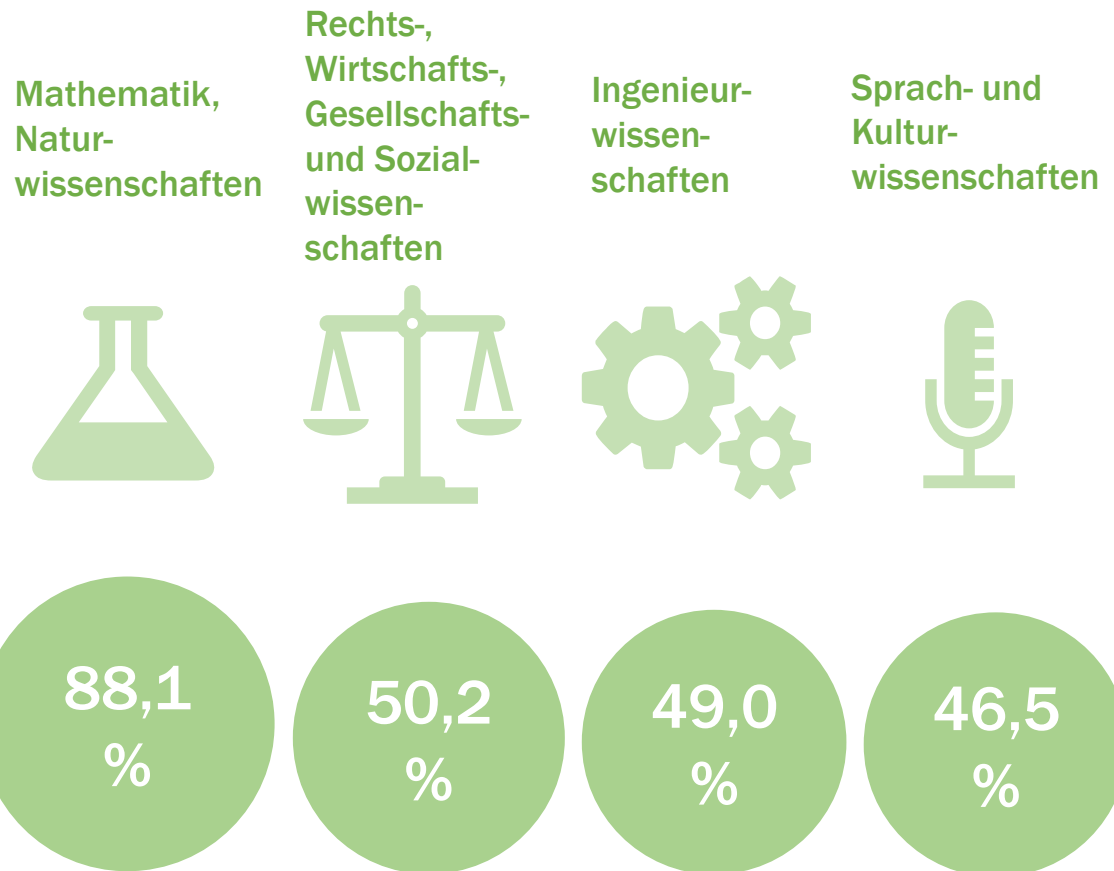 Mathematik,
Natur-
wissenschaften
Rechts-,
Wirtschafts-,
Gesellschafts-
und Sozial-
wissen-
schaften
Ingenieur-
wissen-
schaften
Sprach- und
Kultur-
wissenschaften
88,1
%
50,2
%
49,0
%
46,5
%